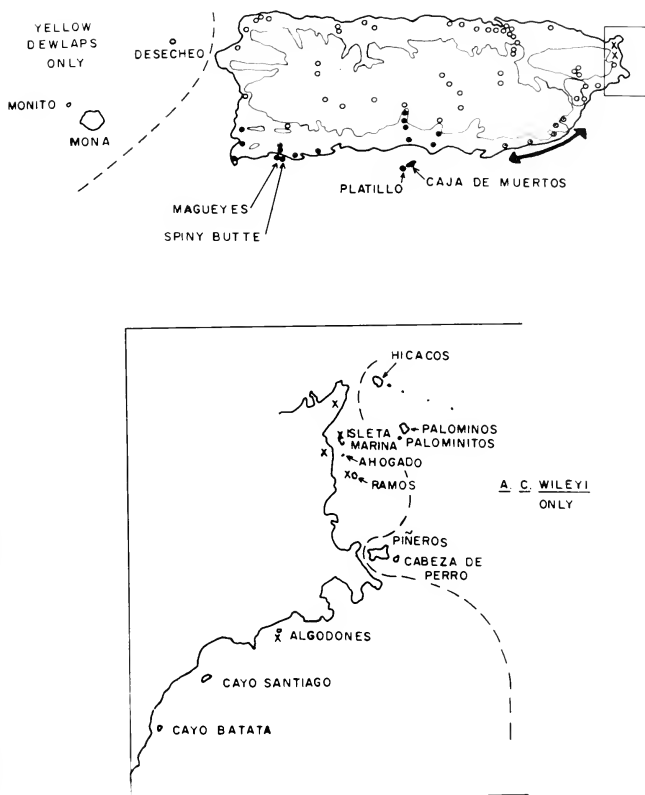 YELLOW
DEWLAPS
ONLY
DESECHEO
MONITO
MONA
MAGUEYES
SPINY BUTTE
PLATILLO
CAJA DE MUERTOS
HICACOS
ISLETA
MARINA
PALOMINOS
PALOMINITOS
AHOGADO
RAMOS
A. C. WILEYI
ONLY
PIÑEROS
CABEZA DE
PERRO
ALGODONES
CAYO SANTIAGO
CAYO BATATA